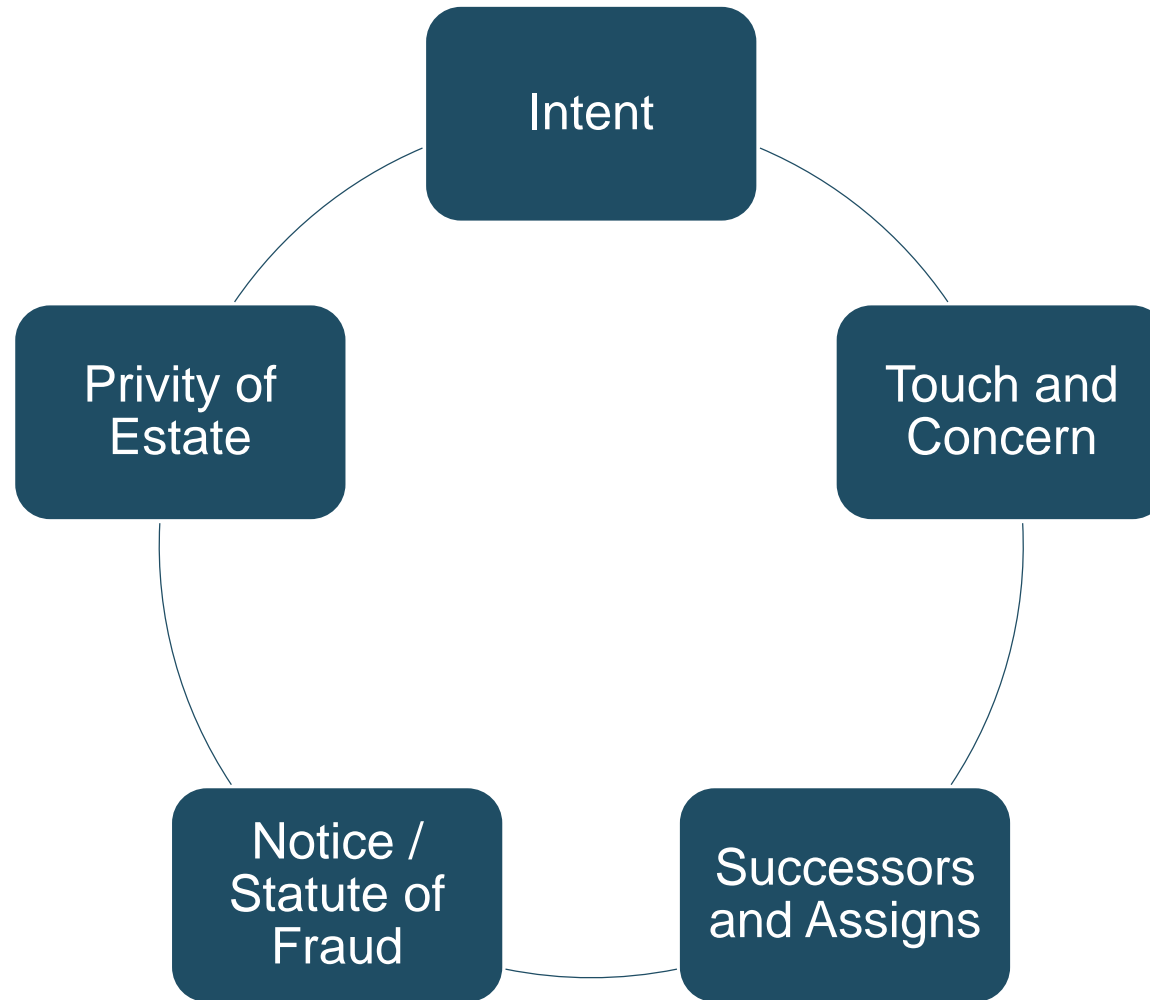 Intent
Touch and
Concern
Successors
and Assigns
Notice /
Statute of
Fraud
Privity of
Estate